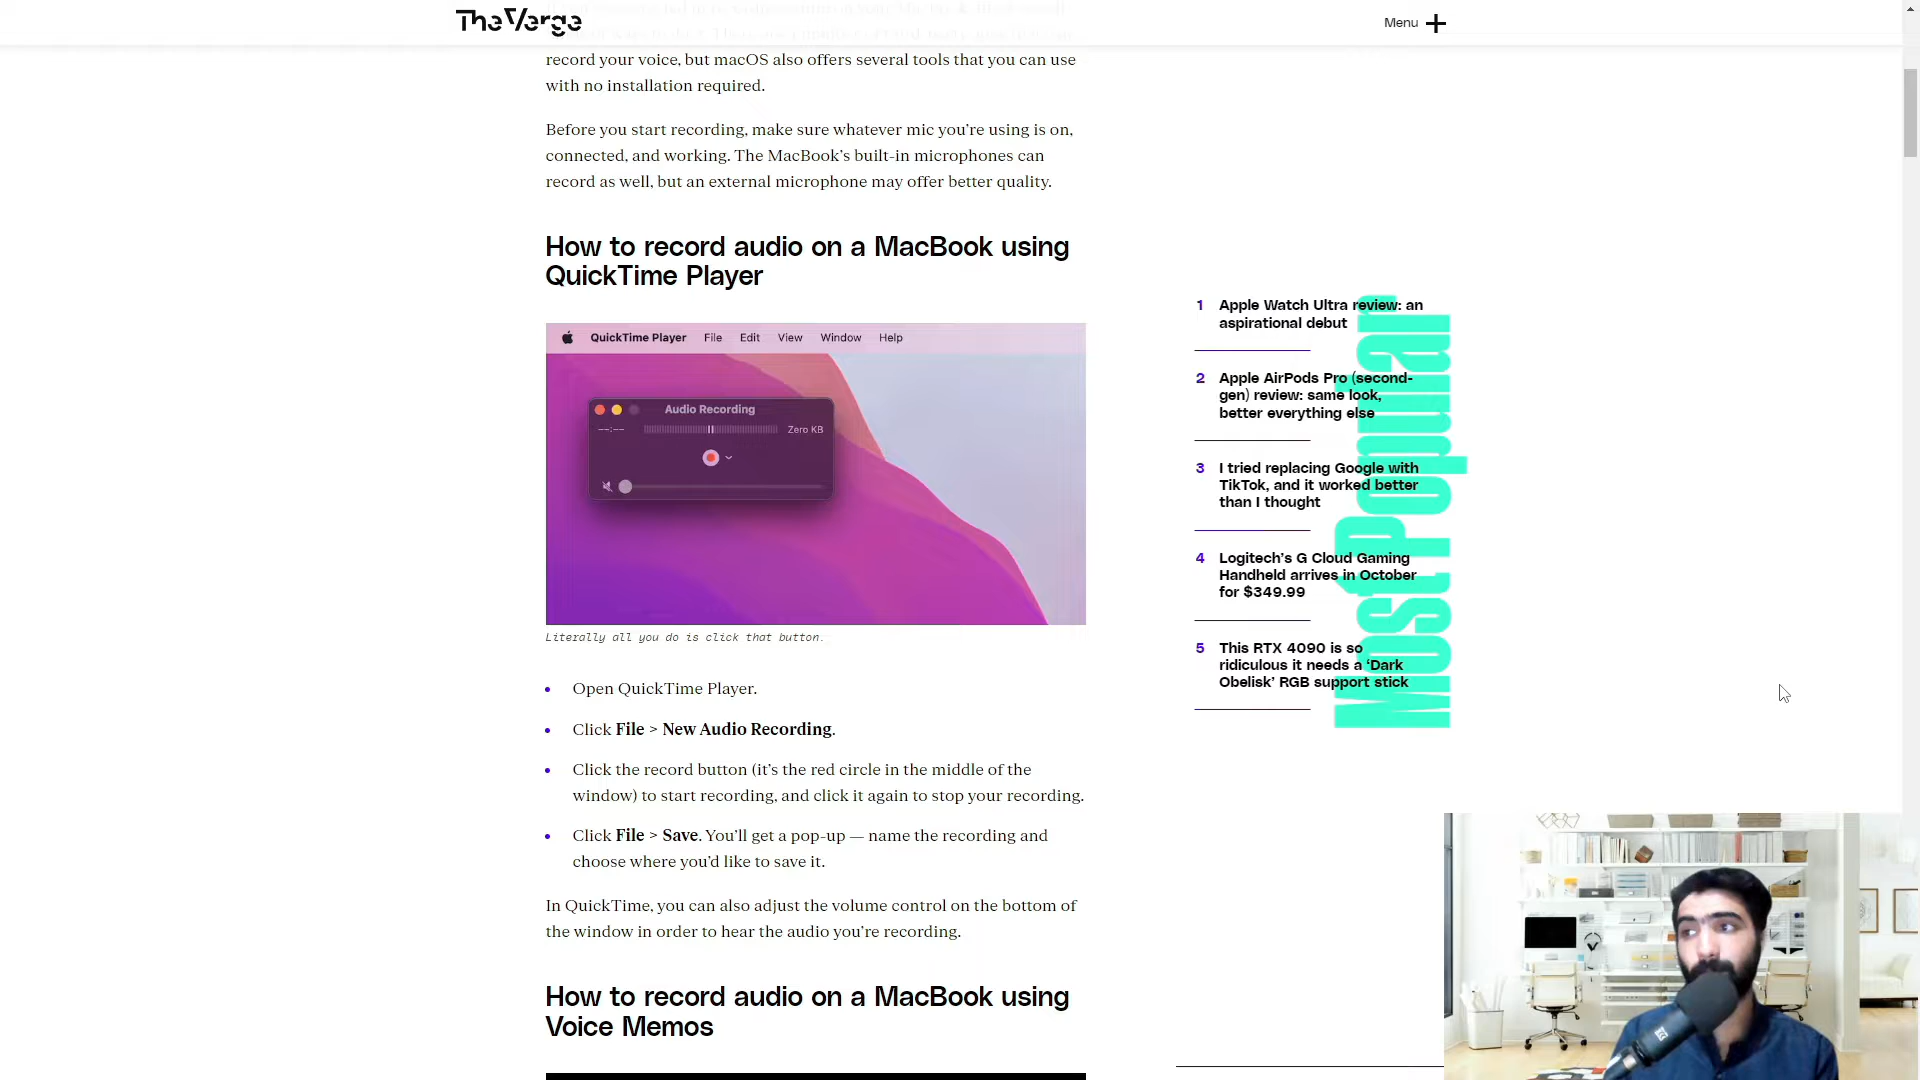 The Verge
Menu
record your voice, but macOS also offers several tools that you can use
with no installation required.
Before you start recording, make sure whatever mic you’re using is on,
connected, and working. The MacBook’s built-in microphones can
record as well, but an external microphone may offer better quality.
How to record audio on a MacBook using
QuickTime Player
QuickTime Player File Edit View Window Help
Audio Recording
--:--
Zero KB
Literally all you do is click that button.
Open QuickTime Player.
Click File > New Audio Recording.
Click the record button (it’s the red circle in the middle of the
window) to start recording, and click it again to stop your recording.
Click File > Save. You’ll get a pop-up — name the recording and
choose where you’d like to save it.
In QuickTime, you can also adjust the volume control on the bottom of
the window in order to hear the audio you’re recording.
How to record audio on a MacBook using
Voice Memos
Most Popular
1 Apple Watch Ultra review: an
aspirational debut
2 Apple AirPods Pro (second-
gen) review: same look,
better everything else
3 I tried replacing Google with
TikTok, and it worked better
than I thought
4 Logitech’s G Cloud Gaming
Handheld arrives in October
for $349.99
5 This RTX 4090 is so
ridiculous it needs a ‘Dark
Obelisk’ RGB support stick